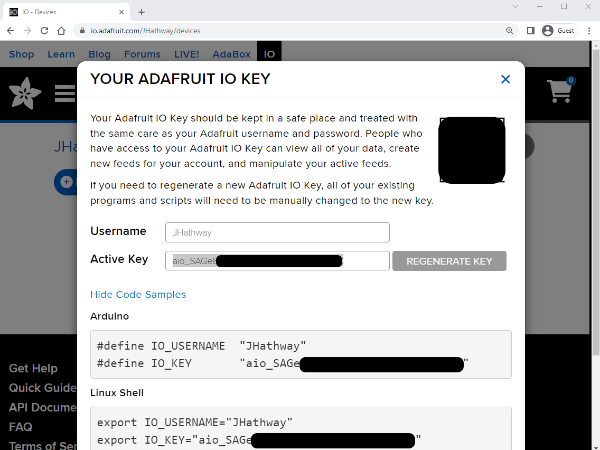 IO - Devices
io.adafruit.com/JHathway/devices
Guest
Shop Learn Blog Forums LIVE! AdaBox IO
0
YOUR ADAFRUIT IO KEY
Your Adafruit IO Key should be kept in a safe place and treated with
the same care as your Adafruit username and password. People who
have access to your Adafruit IO Key can view all of your data, create
new feeds for your account, and manipulate your active feeds.
If you need to regenerate a new Adafruit IO Key, all of your existing
programs and scripts will need to be manually changed to the new key.
Username JHathway
Active Key aio_SAGe REGENERATE KEY
Hide Code Samples
Arduino
#define IO_USERNAME "JHathway"
#define IO_KEY "aio_SAGe "
Linux Shell
export IO_USERNAME="JHathway"
export IO_KEY="aio_SAGe "
JHa
Get Help
Quick Guide
API Docume
FAQ
Terms of Ser